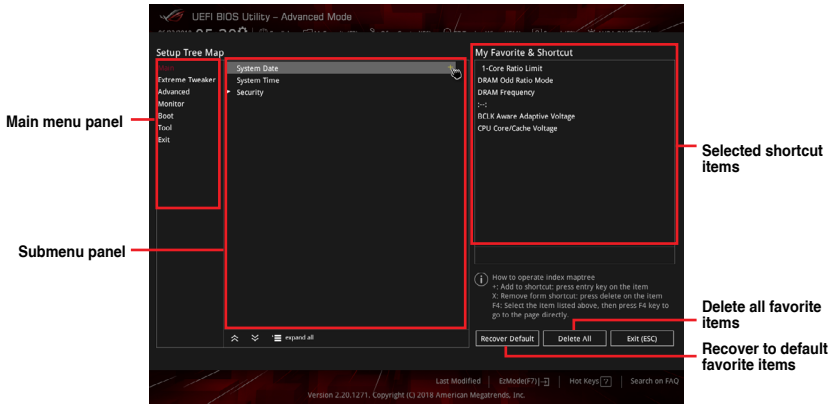 UEFI BIOS Utility – Advanced Mode
Setup Tree Map
My Favorite & Shortcut
Extreme Tweaker
Advanced
Monitor
Boot
Tool
Exit
System Date
System Time
Security
1-Core Ratio Limit
DRAM Odd Ratio Mode
DRAM Frequency
:--:
BCLK Aware Adaptive Voltage
CPU Core/Cache Voltage
Main menu panel
Submenu panel
Selected shortcut
items
How to operate index maptree
+: Add to shortcut: press entry key on the item
X: Remove form shortcut: press delete on the item
F4: Select the item listed above, then press F4 key to
go to the page directly.
Delete all favorite
items
expand all
Recover Default
Delete All
Exit (ESC)
Recover to default
favorite items
Last Modified
EzMode(F7)
Hot Keys ?
Search on FAQ
Version 2.20.1271. Copyright (C) 2018 American Megatrends, Inc.